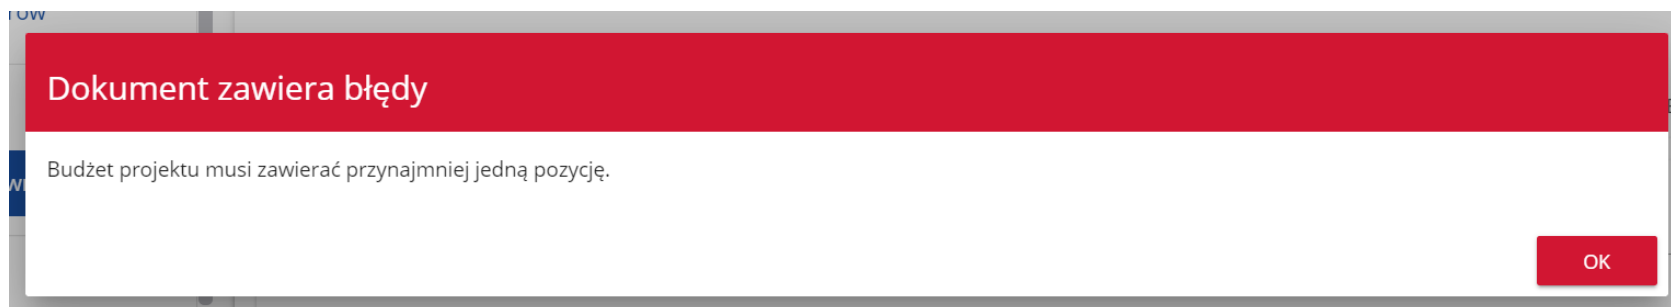 Dokument zawiera błędy
Budżet projektu musi zawierać przynajmniej jedną pozycję.
OK